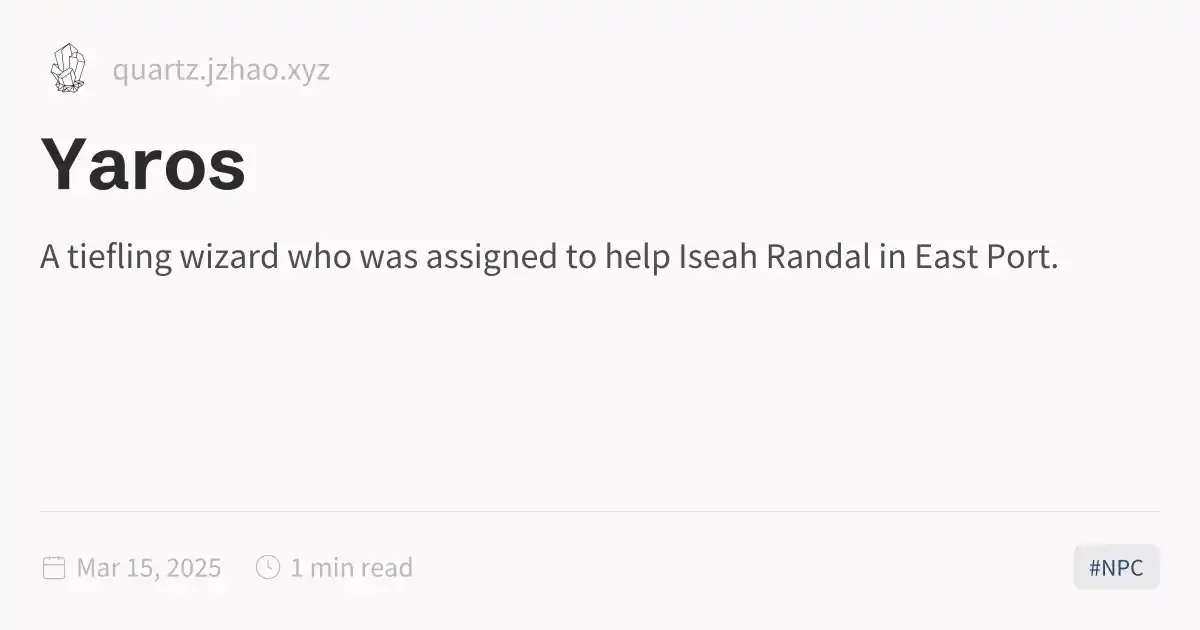 quartz.jzhao.xyz
Yaros
A tiefling wizard who was assigned to help Iseah Randal in East Port.
Mar 15, 2025
1 min read
#NPC